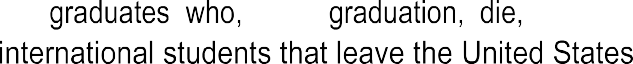 graduates who, graduation, die,
international students that leave the United States